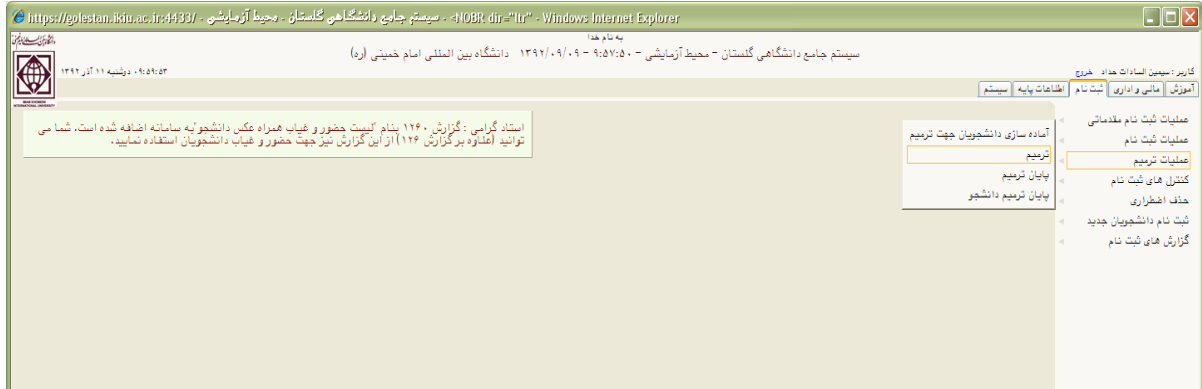 https://golestan.ikiu.ac.ir:4433/ - سیستم جامع دانشگاهی گلستان - محیط آزمایشی - <NOBR dir="ltr" - Windows Internet Explorer
به نام خدا
سیستم جامع دانشگاهی گلستان - محیط آزمایشی - ۹:۵۷:۵۰ - ۱۳۹۲/۰۹/۰۹ دانشگاه بین المللی امام خمینی (ره)
کاربر : سیمین السادات حداد خروج
۰۹:۵۹:۵۳ دوشنبه ۱۱ آذر ۱۳۹۲
IMAM KHOMEINI
INTERNATIONAL UNIVERSITY
آموزش مالی و اداری ثبت نام اطلاعات پایه سیستم
عملیات ثبت نام مقدماتی
عملیات ثبت نام
عملیات ترمیم
کنترل های ثبت نام
حذف اضطراری
ثبت نام دانشجویان جدید
گزارش های ثبت نام
آماده سازی دانشجویان جهت ترمیم
ترمیم
پایان ترمیم
پایان ترمیم دانشجو
استاد گرامی : گزارش ۱۲۶۰ بنام "لیست حضور و غیاب همراه عکس دانشجو"به سامانه اضافه شده است. شما می
توانید (علاوه بر گزارش ۱۲۶) از این گزارش نیز جهت حضور و غیاب دانشجویان استفاده نمایید.